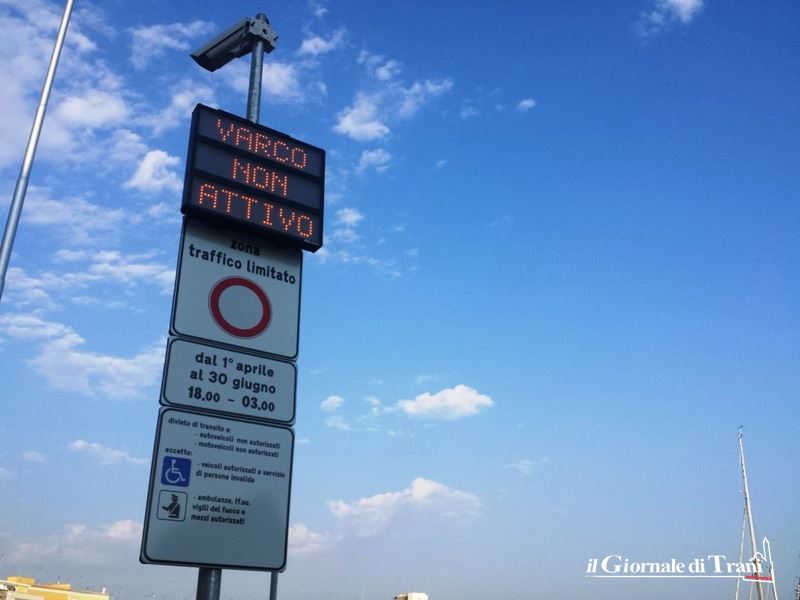 VARCO
NON
ATTIVO
zona
traffico limitato
dal 1° aprile
al 30 giugno
18.00 - 03.00
divieto di transito a:
- autoveicoli non autorizzati
- motoveicoli non autorizzati
eccetto:
- veicoli autorizzati a servizio
di persone invalide
- ambulanze, ff.oo.
vigili del fuoco e
mezzi autorizzati
il Giornale di Trani